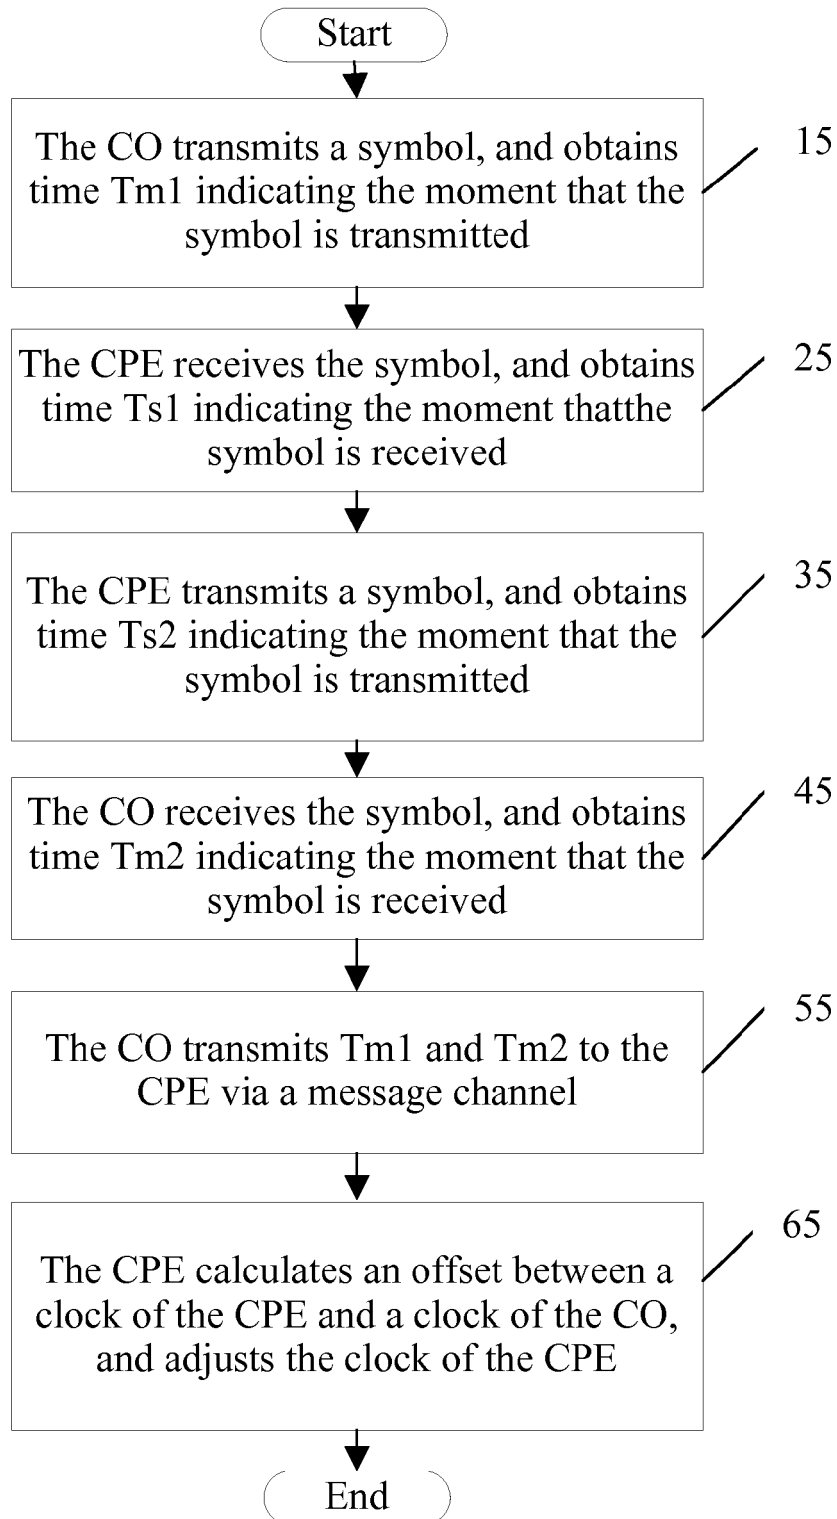 Start
The CO transmits a symbol, and obtains
time Tm1 indicating the moment that the
symbol is transmitted
15
The CPE receives the symbol, and obtains
time Ts1 indicating the moment thatthe
symbol is received
25
The CPE transmits a symbol, and obtains
time Ts2 indicating the moment that the
symbol is transmitted
35
The CO receives the symbol, and obtains
time Tm2 indicating the moment that the
symbol is received
45
The CO transmits Tm1 and Tm2 to the
CPE via a message channel
55
The CPE calculates an offset between a
clock of the CPE and a clock of the CO,
and adjusts the clock of the CPE
65
End